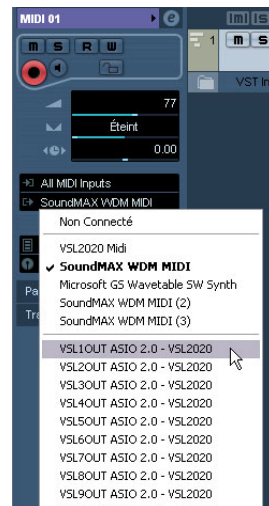 MIDI 01
m S R W
1 m S
VST In
77
Éteint
0.00
All MIDI Inputs
SoundMAX WDM MIDI
Non Connecté
VSL2020 Midi
SoundMAX WDM MIDI
Microsoft GS Wavetable SW Synth
SoundMAX WDM MIDI (2)
SoundMAX WDM MIDI (3)
Pa
Tra
VSL1OUT ASIO 2.0 - VSL2020
VSL2OUT ASIO 2.0 - VSL2020
VSL3OUT ASIO 2.0 - VSL2020
VSL4OUT ASIO 2.0 - VSL2020
VSL5OUT ASIO 2.0 - VSL2020
VSL6OUT ASIO 2.0 - VSL2020
VSL7OUT ASIO 2.0 - VSL2020
VSL8OUT ASIO 2.0 - VSL2020
VSL9OUT ASIO 2.0 - VSL2020